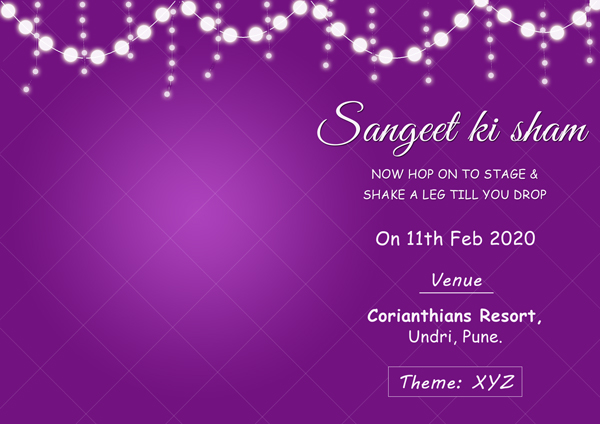 Sangeet ki sham
NOW HOP ON TO STAGE &
SHAKE A LEG TILL YOU DROP
On 11th Feb 2020
Venue
Corianthians Resort,
Undri, Pune.
Theme: XYZ